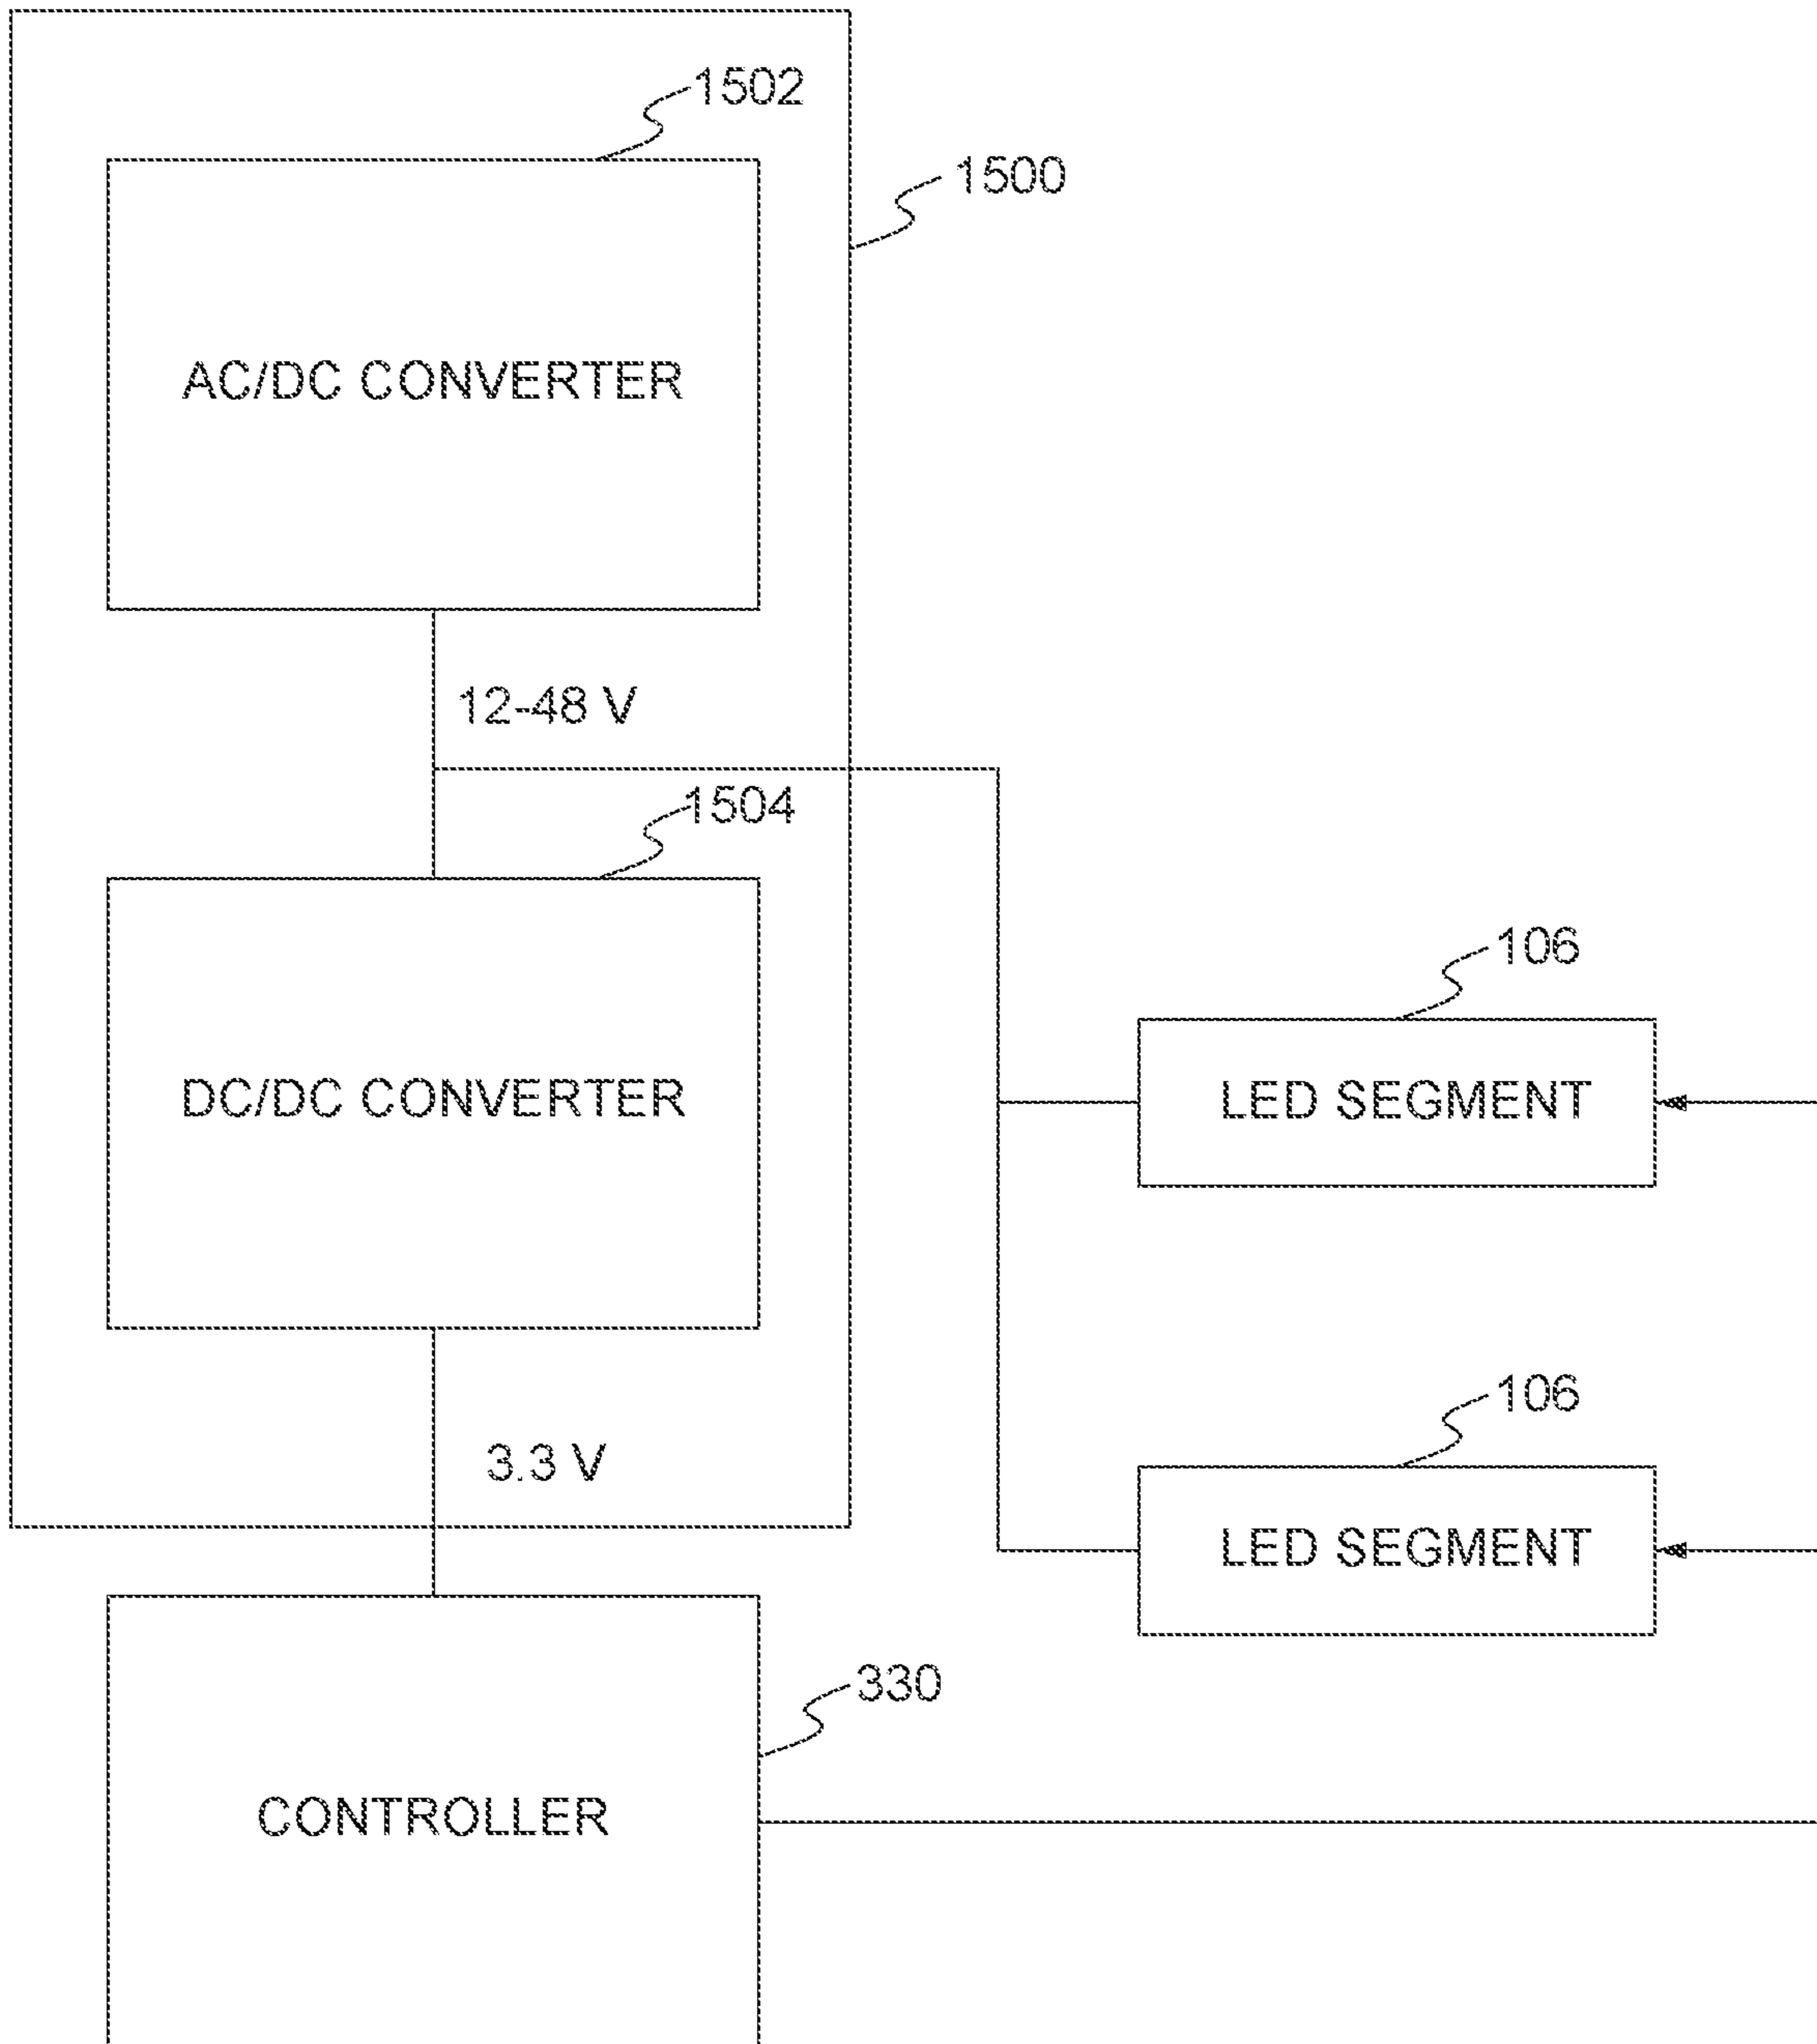 1502
1500
AC/DC CONVERTER
12-48 V
1504
106
DC/DC CONVERTER
LED SEGMENT
106
3.3 V
LED SEGMENT
330
CONTROLLER